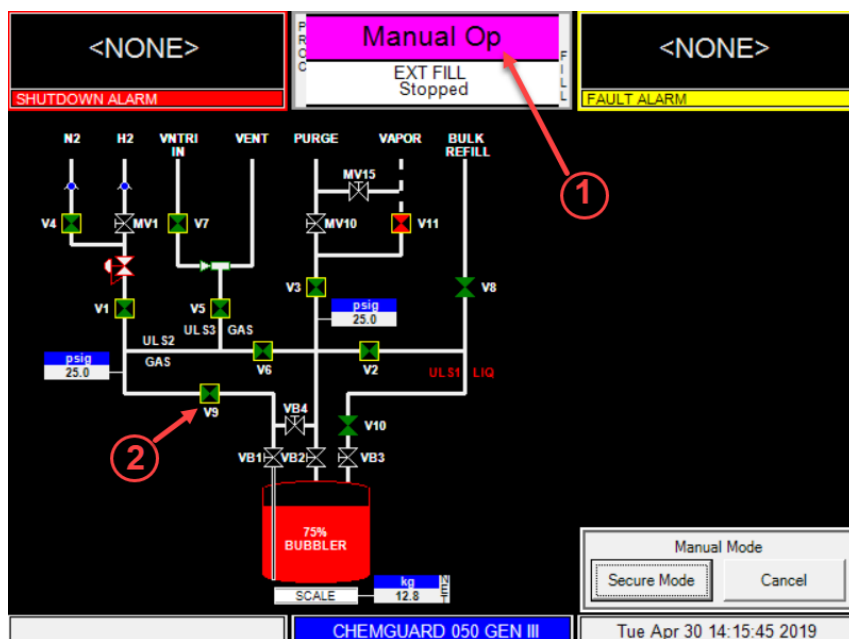 <NONE>
SHUTDOWN ALARM
PROC
Manual Op
EXT FILL
Stopped
FILL
<NONE>
FAULT ALARM
1
N2
H2
VNTRI
IN
VENT
PURGE
VAPOR
BULK
REFILL
MV15
V4
MV1
V7
MV10
V11
V3
V8
psig
25.0
V1
V5
ULS3 GAS
ULS2
GAS
V6
V2
psig
25.0
ULS1 LIQ
V9
VB4
V10
2
VB1
VB2
VB3
75%
BUBBLER
SCALE
kg
12.8
NET
Manual Mode
Secure Mode
Cancel
CHEMGUARD 050 GEN III
Tue Apr 30 14:15:45 2019